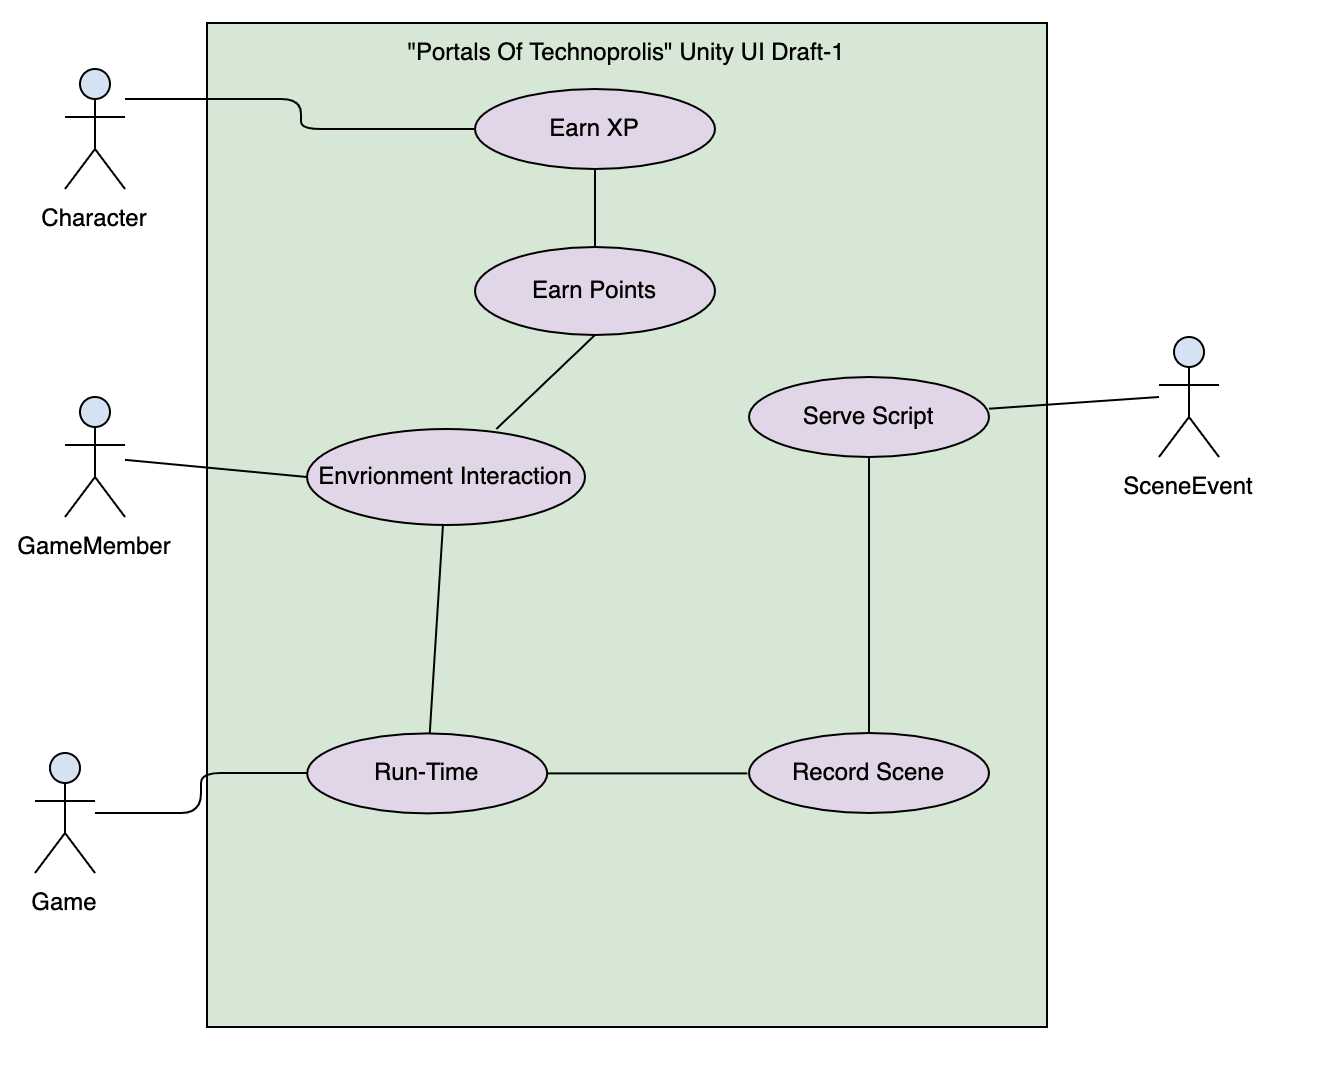 "Portals Of Technoprolis" Unity UI Draft-1
Earn XP
Character
Earn Points
Serve Script
Envrionment Interaction
SceneEvent
GameMember
Run-Time
Record Scene
Game